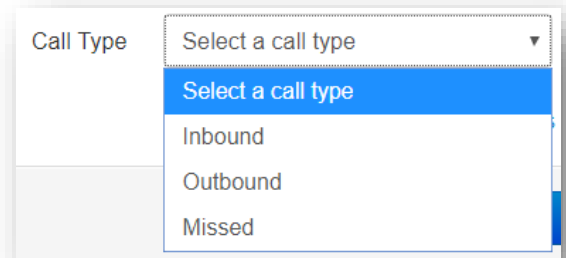 Call Type Select a call type
Select a call type
Inbound
Outbound
Missed